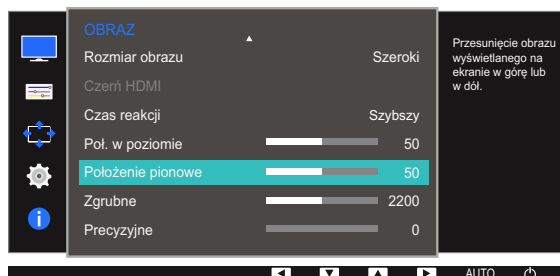 OBRAZ
Rozmiar obrazu Szeroki
Czerń HDMI
Czas reakcji Szybszy
Poł. w poziomie 50
Położenie pionowe 50
Zgrubne 2200
Precyzyjne 0
Przesunięcie obrazu
wyświetlanego na
ekranie w górę lub
w dół.
AUTO